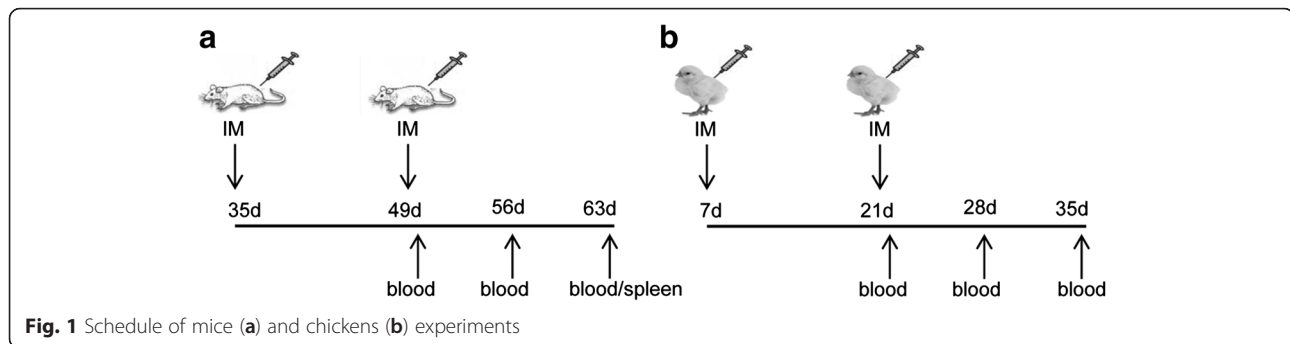 a b
IM IM IM IM
35d 49d 56d 63d 7d 21d 28d 35d
blood blood blood/spleen blood blood blood
Fig. 1 Schedule of mice (a) and chickens (b) experiments